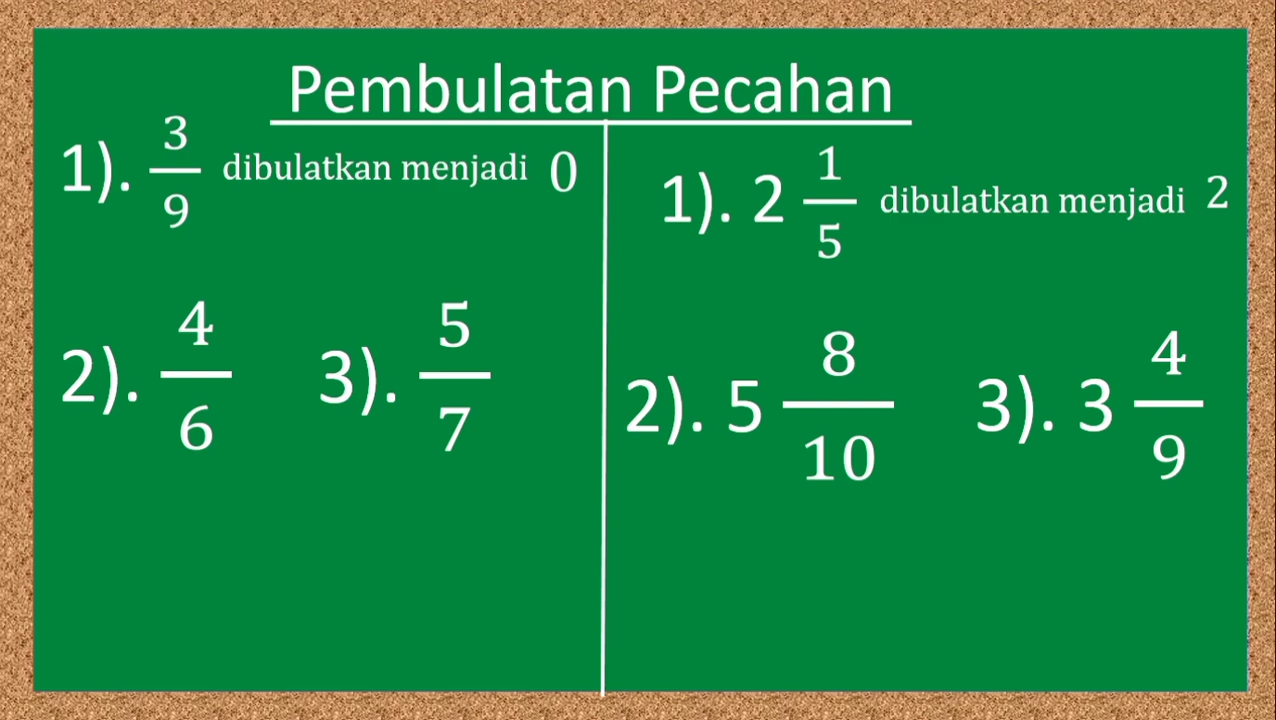 Pembulatan Pecahan
1). 3/9 dibulatkan menjadi 0
2). 4/6 3). 5/7
1). 2 1/5 dibulatkan menjadi 2
2). 5 8/10 3). 3 4/9